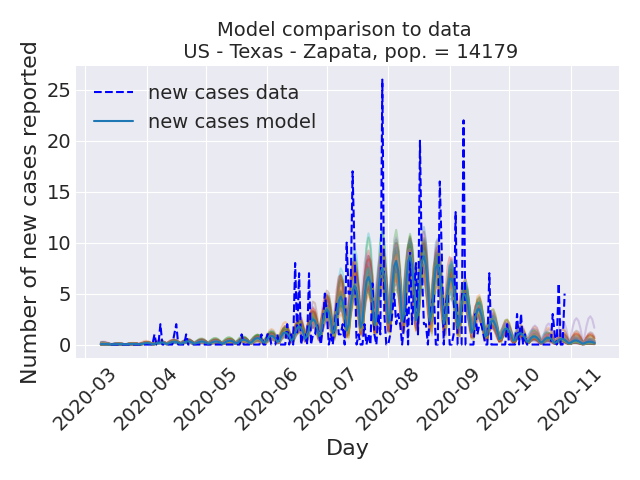 Model comparison to data
US - Texas - Zapata, pop. = 14179
Number of new cases reported
25
20
15
10
5
0
new cases data
new cases model
2020-03
2020-04
2020-05
2020-06
2020-07
2020-08
2020-09
2020-10
2020-11
Day